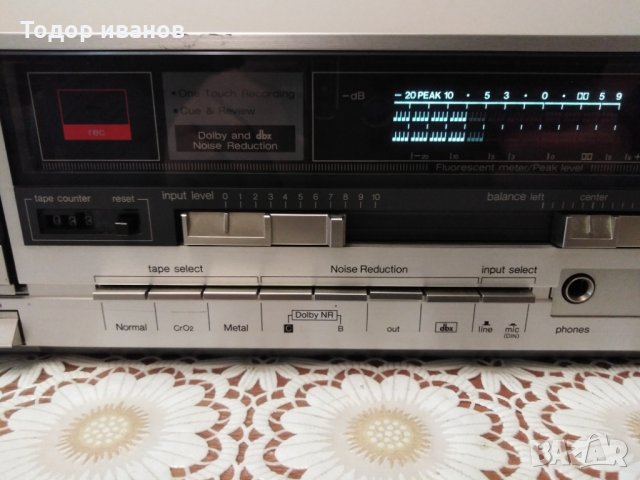 Тодор иванов
• One Touch Recording
• Cue & Review
Dolby and dbx
Noise Reduction
rec
−dB
− 20 PEAK 10 • 5 3 • 0 • 5 9
Fluorescent meter/Peak level
tape counter
reset
input level
0 1 2 3 4 5 6 7 8 9 10
balance left
center
tape select
Noise Reduction
input select
Normal
CrO2
Metal
Dolby NR
C
B
out
dbx
line
mic
(DIN)
phones
BAZAR